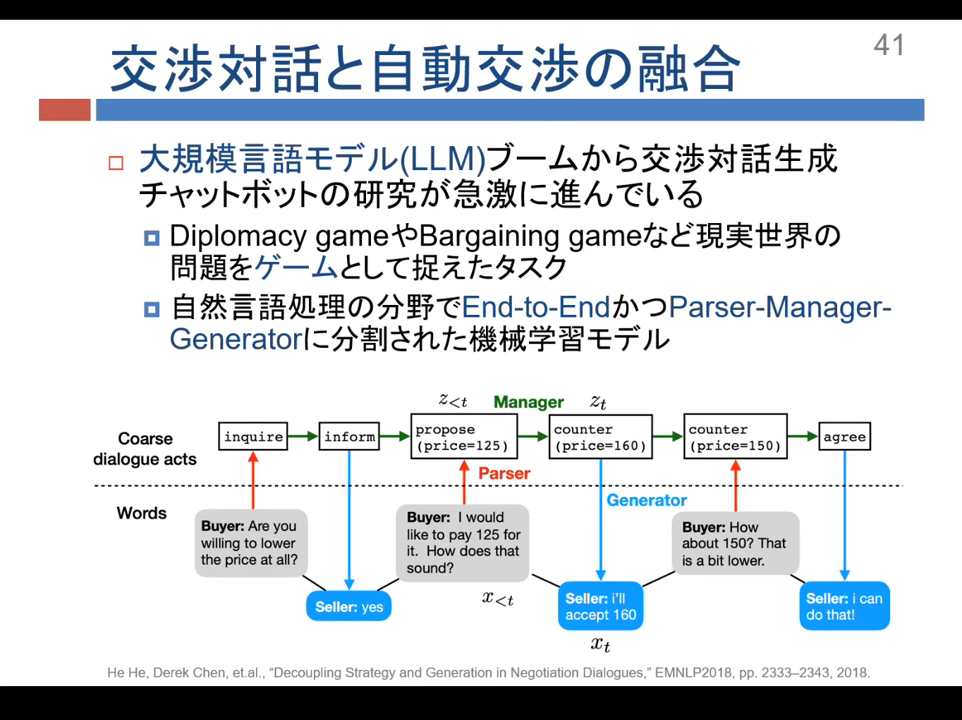 41
交渉対話と自動交渉の融合
大規模言語モデル(LLM)ブームから交渉対話生成
チャットボットの研究が急激に進んでいる
Diplomacy gameやBargaining gameなど現実世界の
問題をゲームとして捉えたタスク
自然言語処理の分野でEnd-to-EndかつParser-Manager-
Generatorに分割された機械学習モデル
z<t Manager zt
Coarse
dialogue acts
inquire
inform
propose
(price=125)
counter
(price=160)
counter
(price=150)
agree
Parser
Generator
Words
Buyer: Are you
willing to lower
the price at all?
Seller: yes
Buyer: I would
like to pay 125 for
it. How does that
sound?
x<t
Seller: i'll
accept 160
xt
Buyer: How
about 150? That
is a bit lower.
Seller: i can
do that!
He He, Derek Chen, et.al., “Decoupling Strategy and Generation in Negotiation Dialogues,” EMNLP2018, pp. 2333–2343, 2018.